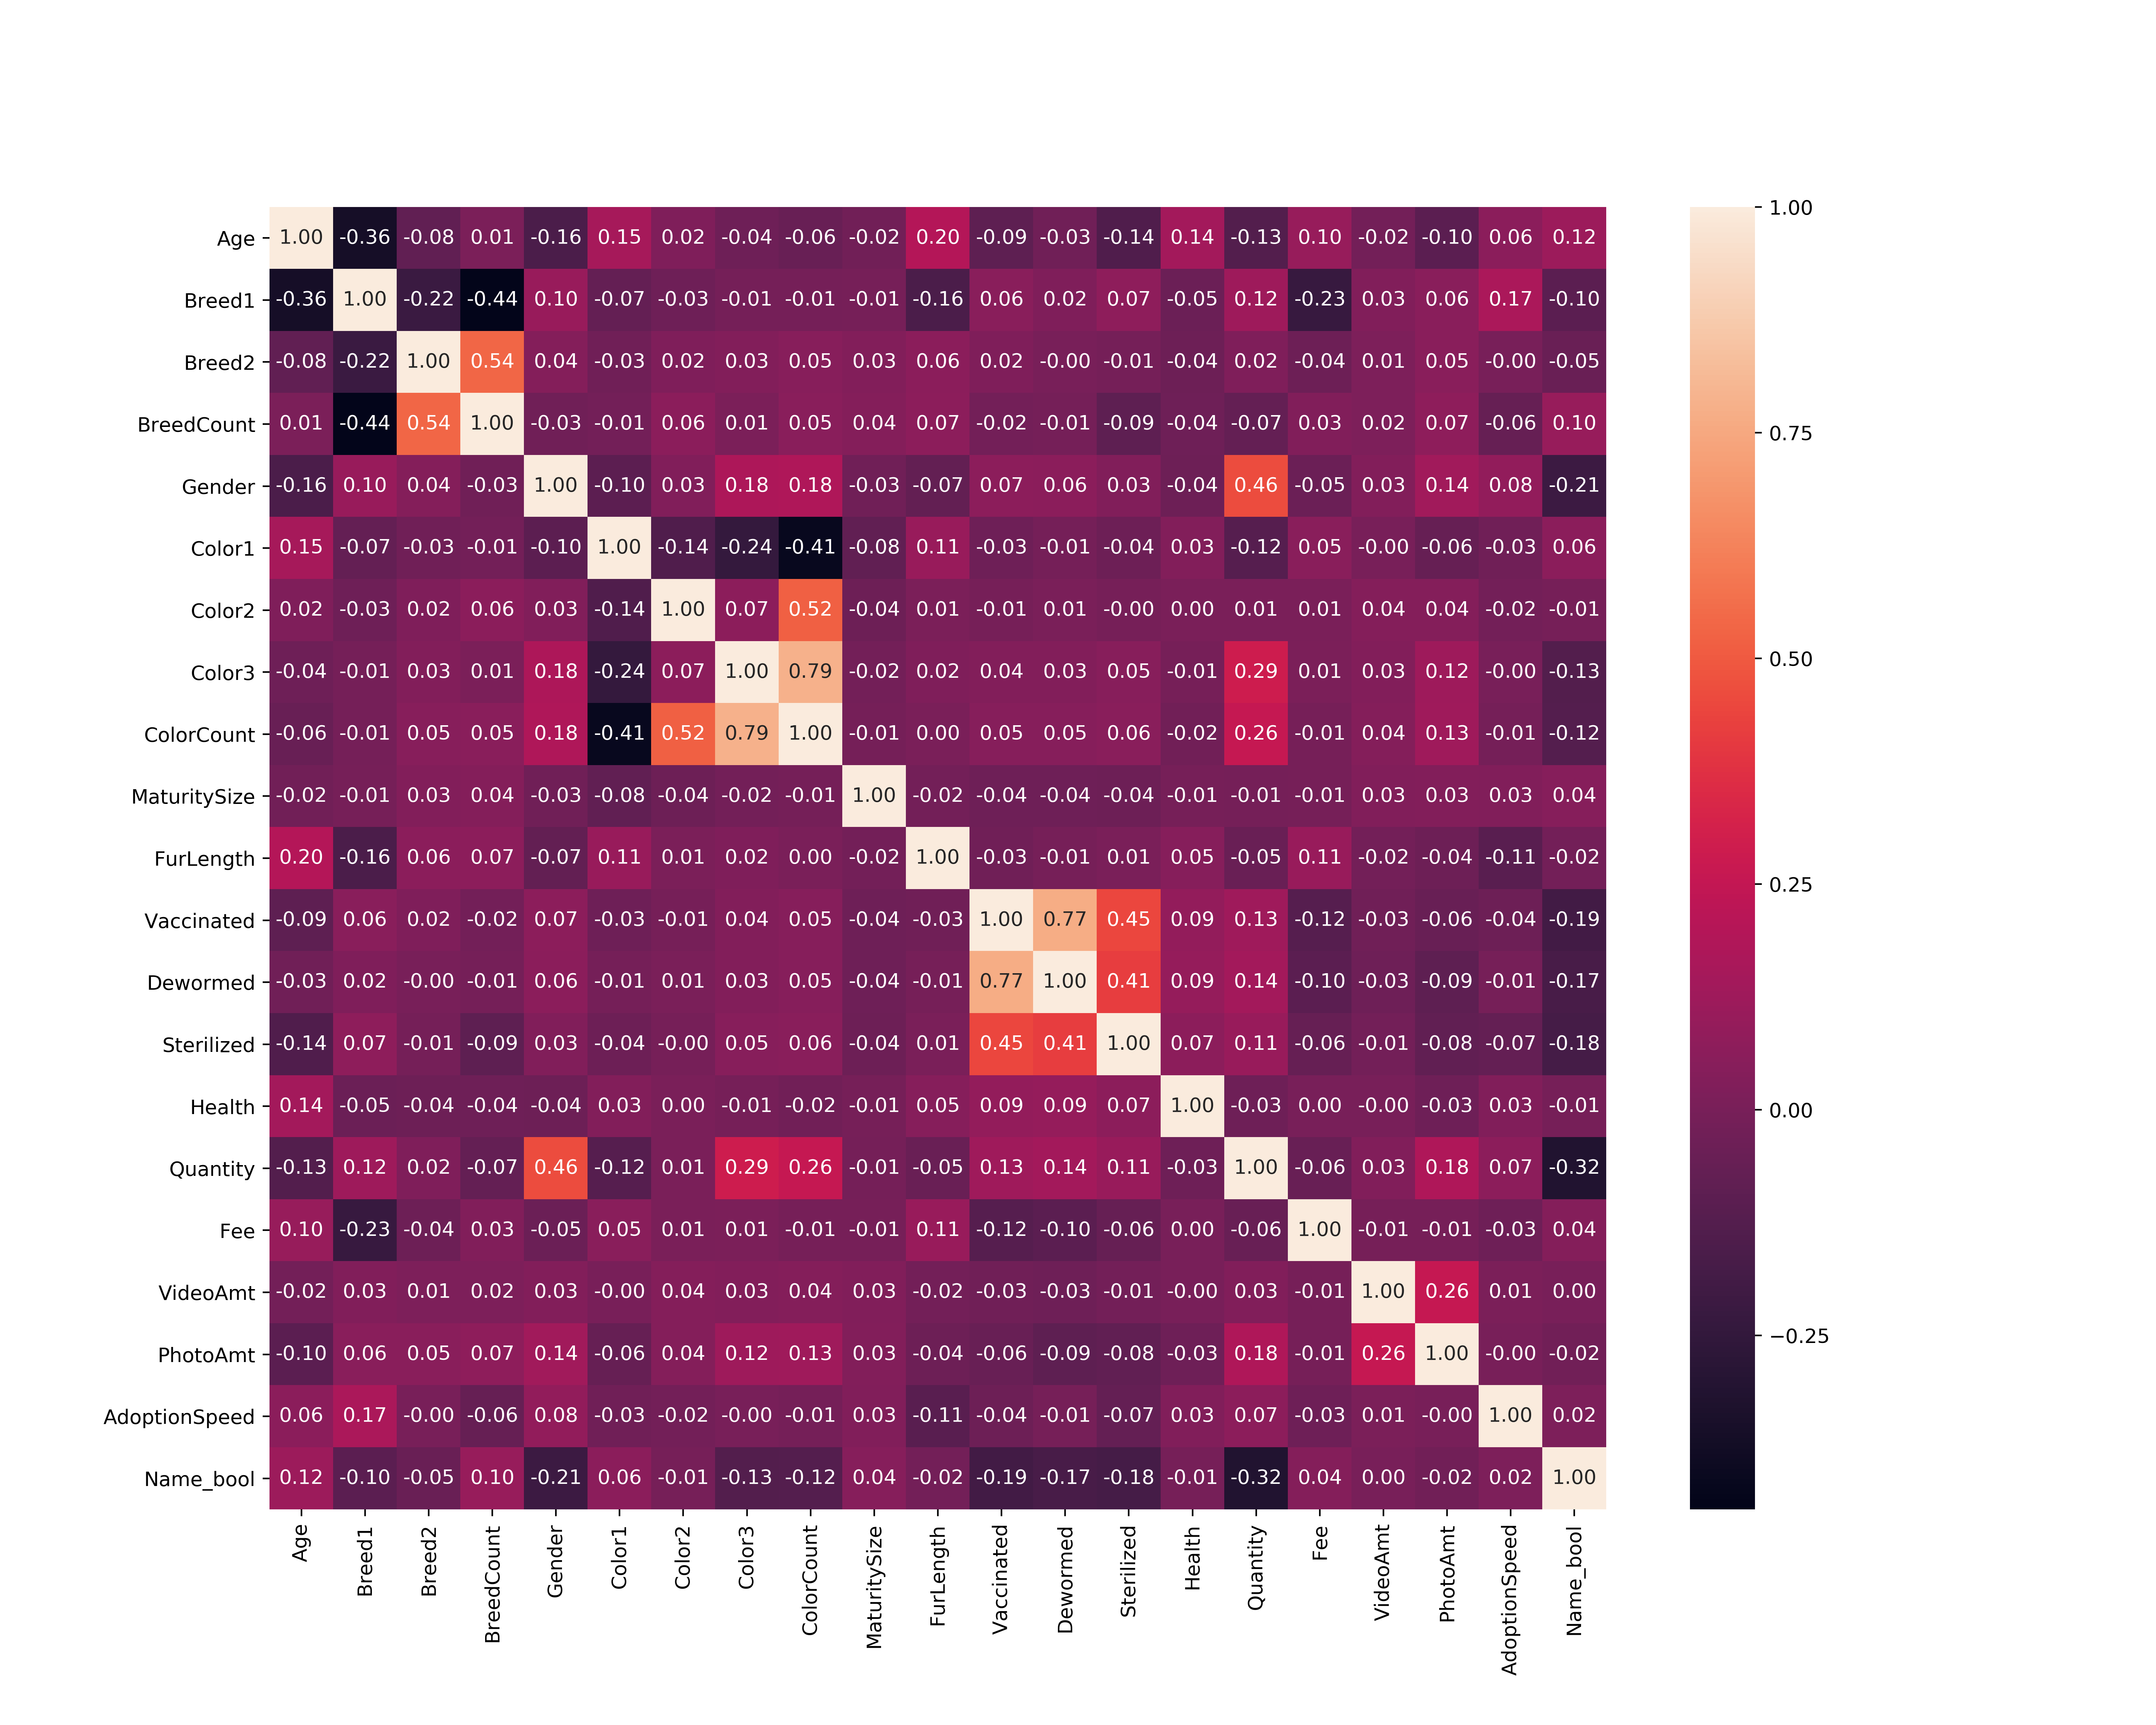 Age 1.00 -0.36 -0.08 0.01 -0.16 0.15 0.02 -0.04 -0.06 -0.02 0.20 -0.09 -0.03 -0.14 0.14 -0.13 0.10 -0.02 -0.10 0.06 0.12
Breed1 -0.36 1.00 -0.22 -0.44 0.10 -0.07 -0.03 -0.01 -0.01 -0.01 -0.16 0.06 0.02 0.07 -0.05 0.12 -0.23 0.03 0.06 0.17 -0.10
Breed2 -0.08 -0.22 1.00 0.54 0.04 -0.03 0.02 0.03 0.05 0.03 0.06 0.02 -0.00 -0.01 -0.04 0.02 -0.04 0.01 0.05 -0.00 -0.05
BreedCount 0.01 -0.44 0.54 1.00 -0.03 -0.01 0.06 0.01 0.05 0.04 0.07 -0.02 -0.01 -0.09 -0.04 -0.07 0.03 0.02 0.07 -0.06 0.10
Gender -0.16 0.10 0.04 -0.03 1.00 -0.10 0.03 0.18 0.18 -0.03 -0.07 0.07 0.06 0.03 -0.04 0.46 -0.05 0.03 0.14 0.08 -0.21
Color1 0.15 -0.07 -0.03 -0.01 -0.10 1.00 -0.14 -0.24 -0.41 -0.08 0.11 -0.03 -0.01 -0.04 0.03 -0.12 0.05 -0.00 -0.06 -0.03 0.06
Color2 0.02 -0.03 0.02 0.06 0.03 -0.14 1.00 0.07 0.52 -0.04 0.01 -0.01 0.01 -0.00 0.00 0.01 0.01 0.04 0.04 -0.02 -0.01
Color3 -0.04 -0.01 0.03 0.01 0.18 -0.24 0.07 1.00 0.79 -0.02 0.02 0.04 0.03 0.05 -0.01 0.29 0.01 0.03 0.12 -0.00 -0.13
ColorCount -0.06 -0.01 0.05 0.05 0.18 -0.41 0.52 0.79 1.00 -0.01 0.00 0.05 0.05 0.06 -0.02 0.26 -0.01 0.04 0.13 -0.01 -0.12
MaturitySize -0.02 -0.01 0.03 0.04 -0.03 -0.08 -0.04 -0.02 -0.01 1.00 -0.02 -0.04 -0.04 -0.04 -0.01 -0.01 -0.01 0.03 0.03 0.03 0.04
FurLength 0.20 -0.16 0.06 0.07 -0.07 0.11 0.01 0.02 0.00 -0.02 1.00 -0.03 -0.01 0.01 0.05 -0.05 0.11 -0.02 -0.04 -0.11 -0.02
Vaccinated -0.09 0.06 0.02 -0.02 0.07 -0.03 -0.01 0.04 0.05 -0.04 -0.03 1.00 0.77 0.45 0.09 0.13 -0.12 -0.03 -0.06 -0.04 -0.19
Dewormed -0.03 0.02 -0.00 -0.01 0.06 -0.01 0.01 0.03 0.05 -0.04 -0.01 0.77 1.00 0.41 0.09 0.14 -0.10 -0.03 -0.09 -0.01 -0.17
Sterilized -0.14 0.07 -0.01 -0.09 0.03 -0.04 -0.00 0.05 0.06 -0.04 0.01 0.45 0.41 1.00 0.07 0.11 -0.06 -0.01 -0.08 -0.07 -0.18
Health 0.14 -0.05 -0.04 -0.04 -0.04 0.03 0.00 -0.01 -0.02 -0.01 0.05 0.09 0.09 0.07 1.00 -0.03 0.00 -0.00 -0.03 0.03 -0.01
Quantity -0.13 0.12 0.02 -0.07 0.46 -0.12 0.01 0.29 0.26 -0.01 -0.05 0.13 0.14 0.11 -0.03 1.00 -0.06 0.03 0.18 0.07 -0.32
Fee 0.10 -0.23 -0.04 0.03 -0.05 0.05 0.01 0.01 -0.01 -0.01 0.11 -0.12 -0.10 -0.06 0.00 -0.06 1.00 -0.01 -0.01 -0.03 0.04
VideoAmt -0.02 0.03 0.01 0.02 0.03 -0.00 0.04 0.03 0.04 0.03 -0.02 -0.03 -0.03 -0.01 -0.00 0.03 -0.01 1.00 0.26 0.01 0.00
PhotoAmt -0.10 0.06 0.05 0.07 0.14 -0.06 0.04 0.12 0.13 0.03 -0.04 -0.06 -0.09 -0.08 -0.03 0.18 -0.01 0.26 1.00 -0.00 -0.02
AdoptionSpeed 0.06 0.17 -0.00 -0.06 0.08 -0.03 -0.02 -0.00 -0.01 0.03 -0.11 -0.04 -0.01 -0.07 0.03 0.07 -0.03 0.01 -0.00 1.00 0.02
Name_bool 0.12 -0.10 -0.05 0.10 -0.21 0.06 -0.01 -0.13 -0.12 0.04 -0.02 -0.19 -0.17 -0.18 -0.01 -0.32 0.04 0.00 -0.02 0.02 1.00
Age Breed1 Breed2 BreedCount Gender Color1 Color2 Color3 ColorCount MaturitySize FurLength Vaccinated Dewormed Sterilized Health Quantity Fee VideoAmt PhotoAmt AdoptionSpeed Name_bool
1.00
0.75
0.50
0.25
0.00
−0.25